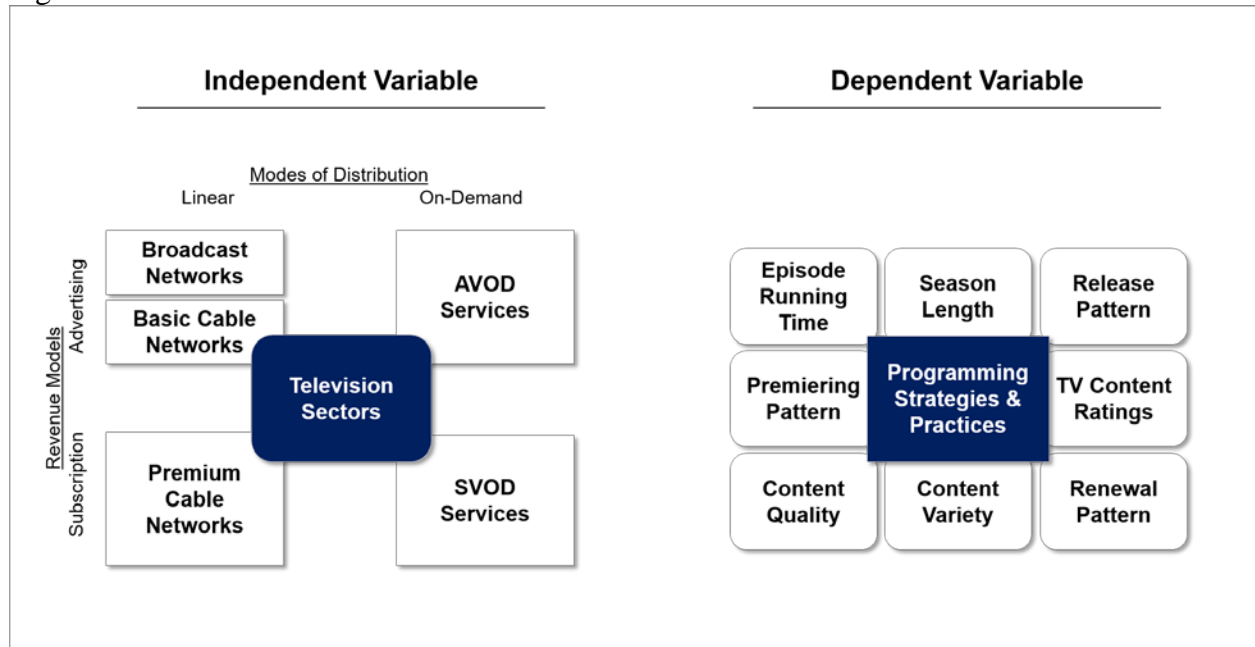 Independent Variable
Dependent Variable
Modes of Distribution
Linear
On-Demand
Revenue Models
Advertising
Subscription
Broadcast
Networks
Basic Cable
Networks
AVOD
Services
Television
Sectors
Premium
Cable
Networks
SVOD
Services
Episode
Running
Time
Season
Length
Release
Pattern
Premiering
Pattern
Programming
Strategies &
Practices
TV Content
Ratings
Content
Quality
Content
Variety
Renewal
Pattern